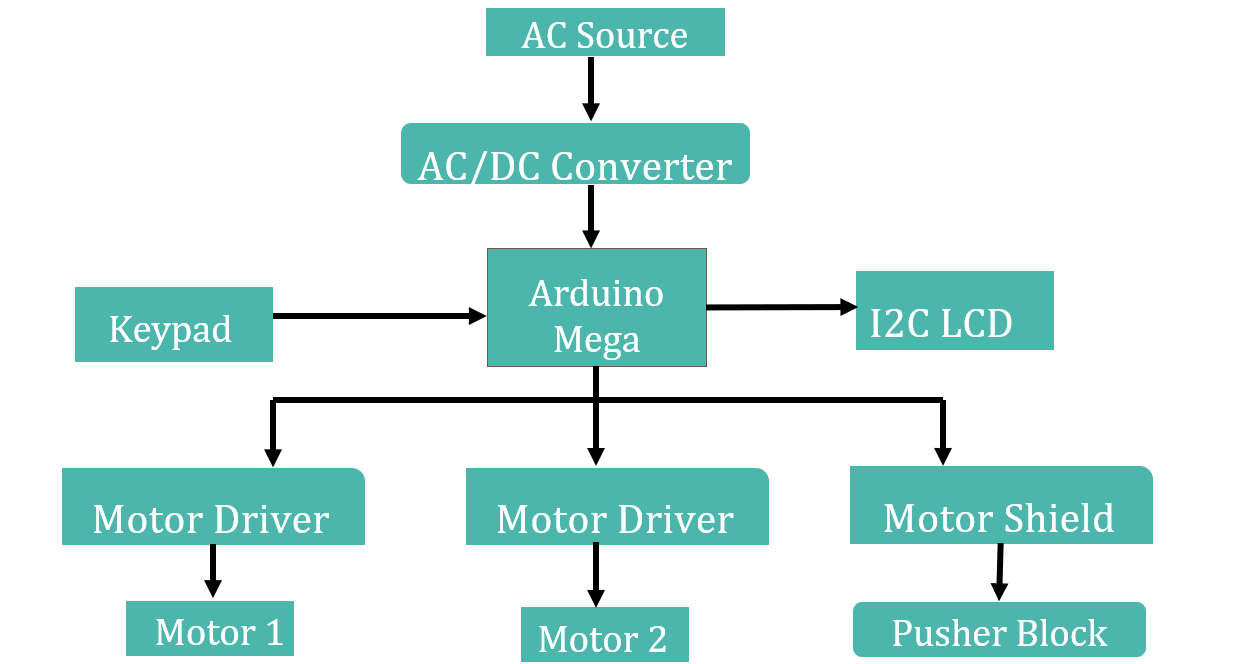 AC Source
AC/DC Converter
Arduino
Mega
Keypad
I2C LCD
Motor Driver
Motor Driver
Motor Shield
Motor 1
Motor 2
Pusher Block